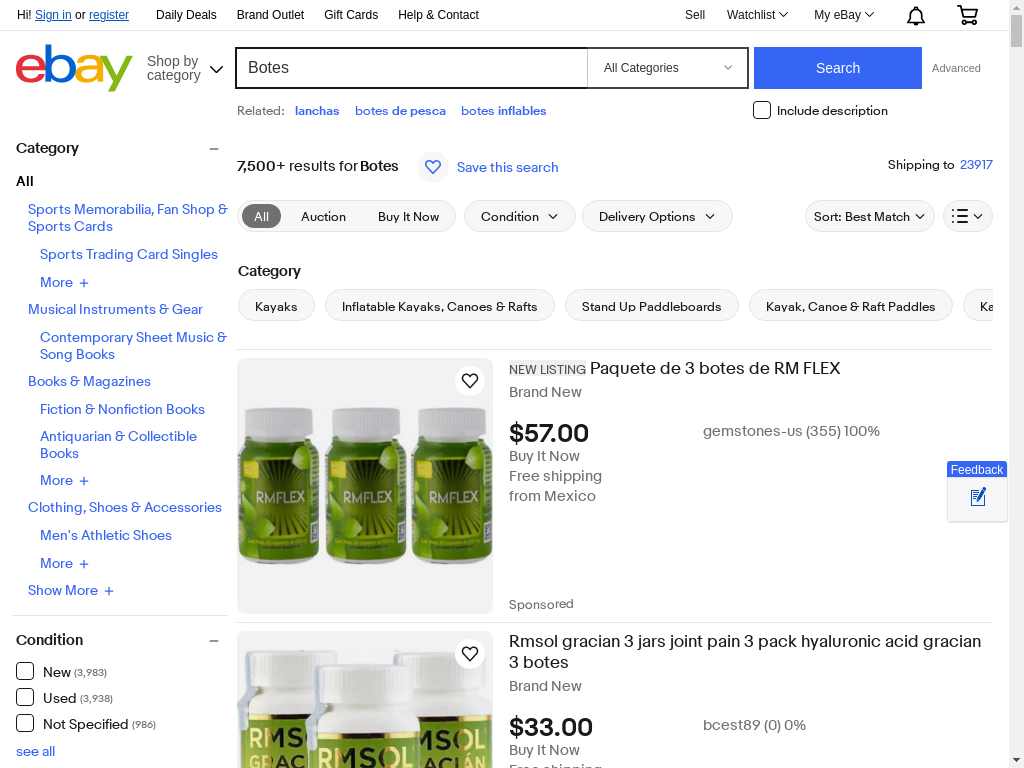 Hi! Sign in or register
Daily Deals
Brand Outlet
Gift Cards
Help & Contact
Sell
Watchlist
My eBay
ebay
Shop by category
Botes
All Categories
Search
Advanced
Related: lanchas botes de pesca botes inflables
Include description
Category
All
Sports Memorabilia, Fan Shop &
Sports Cards
Sports Trading Card Singles
More
Musical Instruments & Gear
Contemporary Sheet Music &
Song Books
Books & Magazines
Fiction & Nonfiction Books
Antiquarian & Collectible
Books
More
Clothing, Shoes & Accessories
Men's Athletic Shoes
More
Show More
Condition
New (3,983)
Used (3,938)
Not Specified (986)
see all
7,500+ results for Botes
Save this search
Shipping to 23917
All
Auction
Buy It Now
Condition
Delivery Options
Sort: Best Match
Category
Kayaks
Inflatable Kayaks, Canoes & Rafts
Stand Up Paddleboards
Kayak, Canoe & Raft Paddles
Ka
RMFLEX
RMFLEX
RMFLEX
NEW LISTING Paquete de 3 botes de RM FLEX
Brand New
$57.00
Buy It Now
Free shipping
from Mexico
gemstones-us (355) 100%
Sponsored
Feedback
RMSOL
Rmsol gracian 3 jars joint pain 3 pack hyaluronic acid gracian
3 botes
Brand New
$33.00
Buy It Now
Free shipping
bcest89 (0) 0%